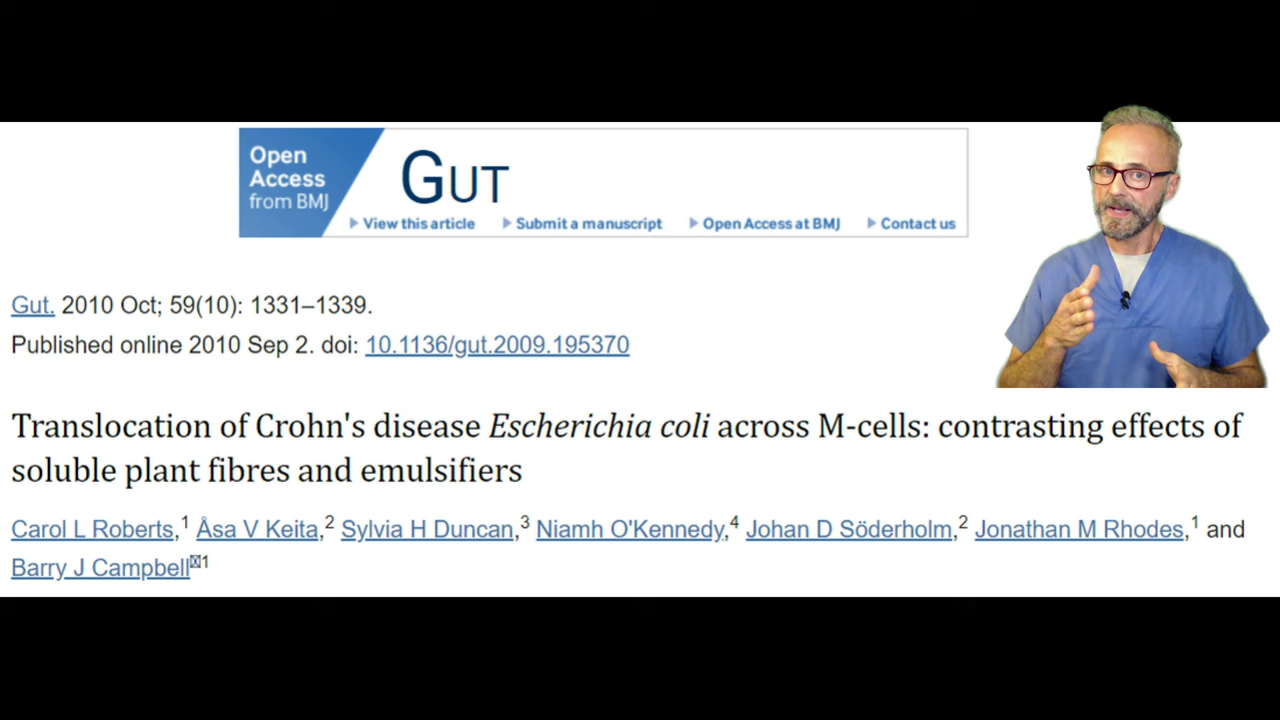 Open
Access
from BMJ
GUT
View this article Submit a manuscript Open Access at BMJ Contact us
Gut. 2010 Oct; 59(10): 1331–1339.
Published online 2010 Sep 2. doi: 10.1136/gut.2009.195370
Translocation of Crohn's disease Escherichia coli across M-cells: contrasting effects of
soluble plant fibres and emulsifiers
Carol L Roberts,1 Åsa V Keita,2 Sylvia H Duncan,3 Niamh O'Kennedy,4 Johan D Söderholm,2 Jonathan M Rhodes,1 and
Barry J Campbell1